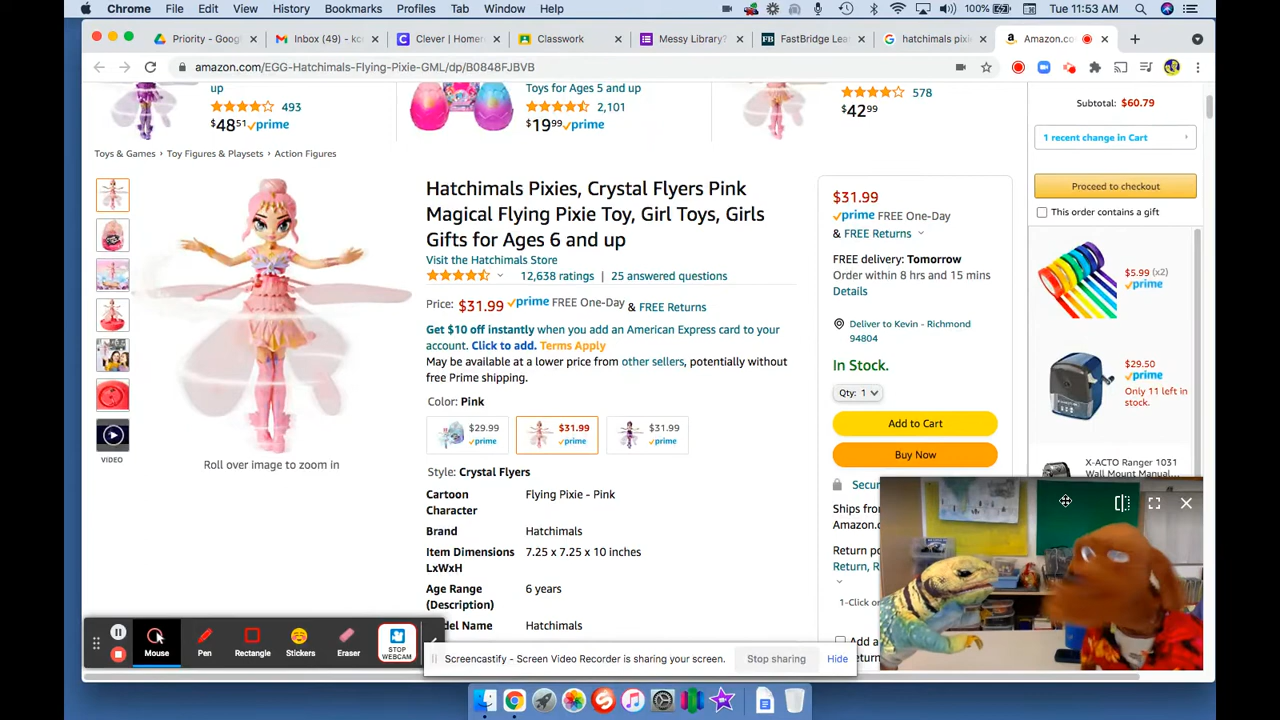 Chrome File Edit View History Bookmarks Profiles Tab Window Help 100% Tue 11:53 AM
Priority - Googl Inbox (49) - kc Clever | Home Classwork Messy Library? FastBridge Lea hatchimals pixie Amazon.co
amazon.com/EGG-Hatchimals-Flying-Pixie-GML/dp/B0848FJBVB
up
493
$48.51 prime
Toys for Ages 5 and up
2,101
$19.99 prime
578
$42.99
Subtotal: $60.79
1 recent change in Cart
Proceed to checkout
This order contains a gift
Toys & Games › Toy Figures & Playsets › Action Figures
Hatchimals Pixies, Crystal Flyers Pink
Magical Flying Pixie Toy, Girl Toys, Girls
Gifts for Ages 6 and up
Visit the Hatchimals Store
12,638 ratings | 25 answered questions
Price: $31.99 prime FREE One-Day & FREE Returns
Get $10 off instantly when you add an American Express card to your
account. Click to add. Terms Apply
May be available at a lower price from other sellers, potentially without
free Prime shipping.
Color: Pink
$29.99 prime
$31.99 prime
$31.99 prime
Style: Crystal Flyers
Cartoon Character Flying Pixie - Pink
Brand Hatchimals
Item Dimensions LxWxH 7.25 x 7.25 x 10 inches
Age Range (Description) 6 years
Name Hatchimals
VIDEO
Roll over image to zoom in
$31.99
prime FREE One-Day
& FREE Returns
FREE delivery: Tomorrow
Order within 8 hrs and 15 mins
Details
Deliver to Kevin - Richmond
94804
In Stock.
Qty: 1
Add to Cart
Buy Now
Secur
Ships fro
Amazon.c
Return po
Return, R
1-Click o
Add a
return
$5.99 (x2)
prime
$29.50
prime
Only 11 left in
stock.
X-ACTO Ranger 1031
Wall Mount Manual
Mouse Pen Rectangle Stickers Eraser STOP WEBCAM
Screencastify - Screen Video Recorder is sharing your screen. Stop sharing Hide